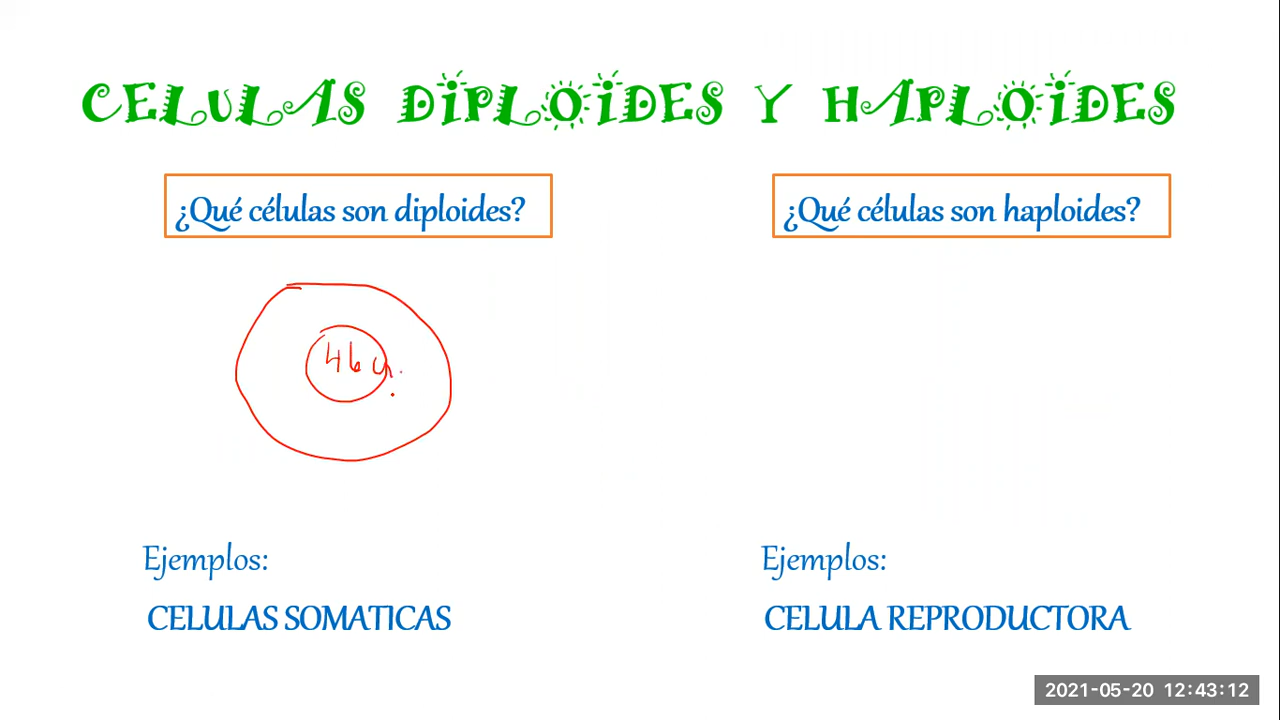 CELULAS DIPLOIDES Y HAPLOIDES
¿Qué células son diploides?
¿Qué células son haploides?
46
Ejemplos:
CELULAS SOMATICAS
Ejemplos:
CELULA REPRODUCTORA
2021-05-20 12:43:12